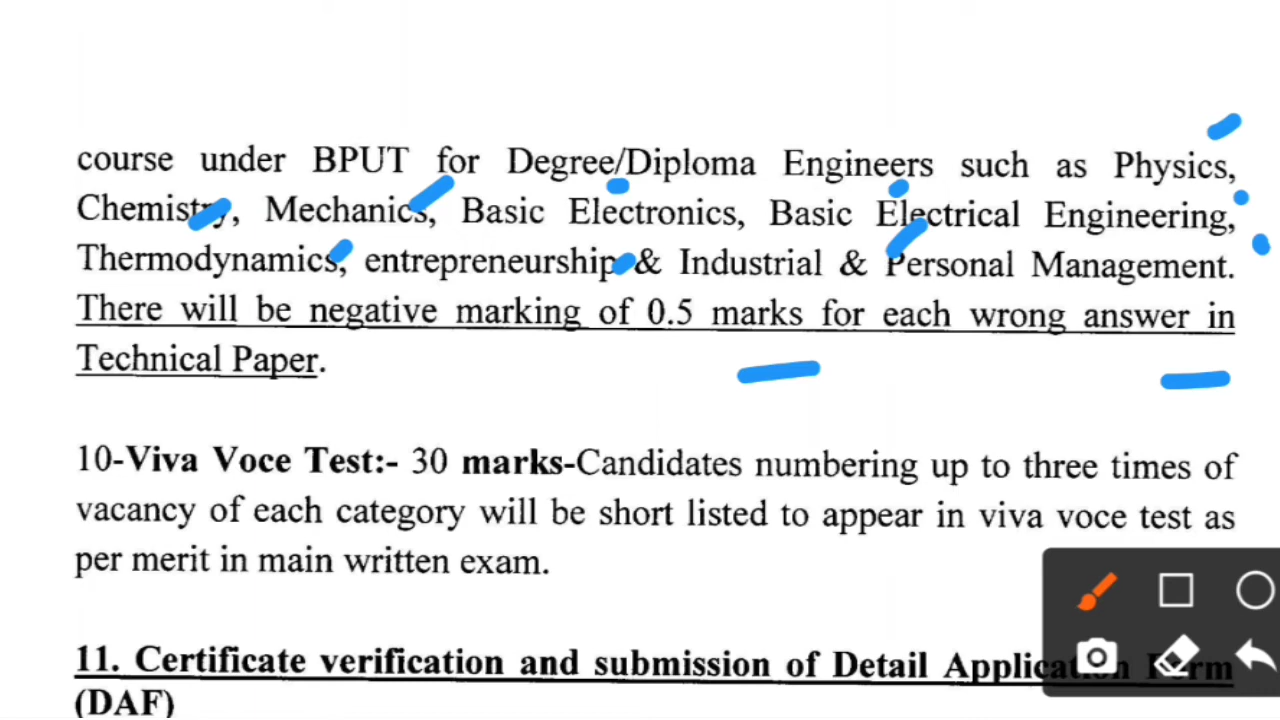 course under BPUT for Degree/Diploma Engineers such as Physics,
Chemistry, Mechanics, Basic Electronics, Basic Electrical Engineering,
Thermodynamics, entrepreneurship & Industrial & Personal Management.
There will be negative marking of 0.5 marks for each wrong answer in
Technical Paper.
10-Viva Voce Test:- 30 marks-Candidates numbering up to three times of
vacancy of each category will be short listed to appear in viva voce test as
per merit in main written exam.
11. Certificate verification and submission of Detail Application Form
(DAF)